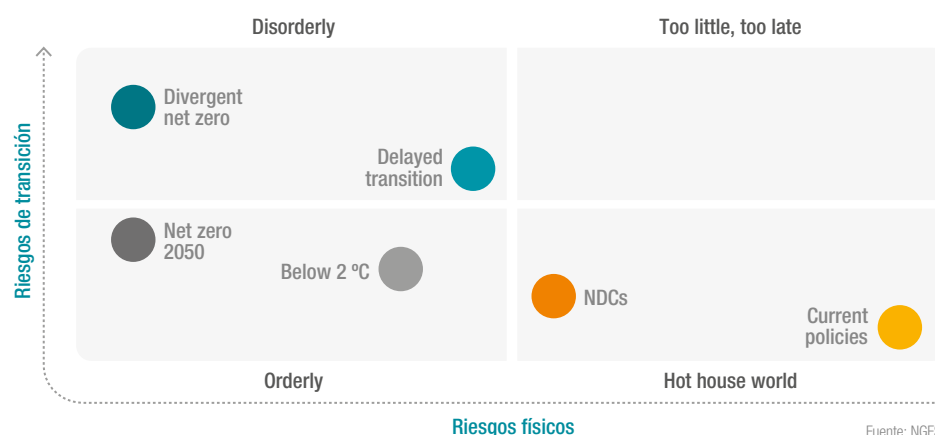 Disorderly
Too little, too late
Divergent
net zero
Delayed
transition
Riesgos de transición
Net zero
2050
Below 2 ºC
NDCs
Current
policies
Orderly
Hot house world
Riesgos físicos
Fuente: